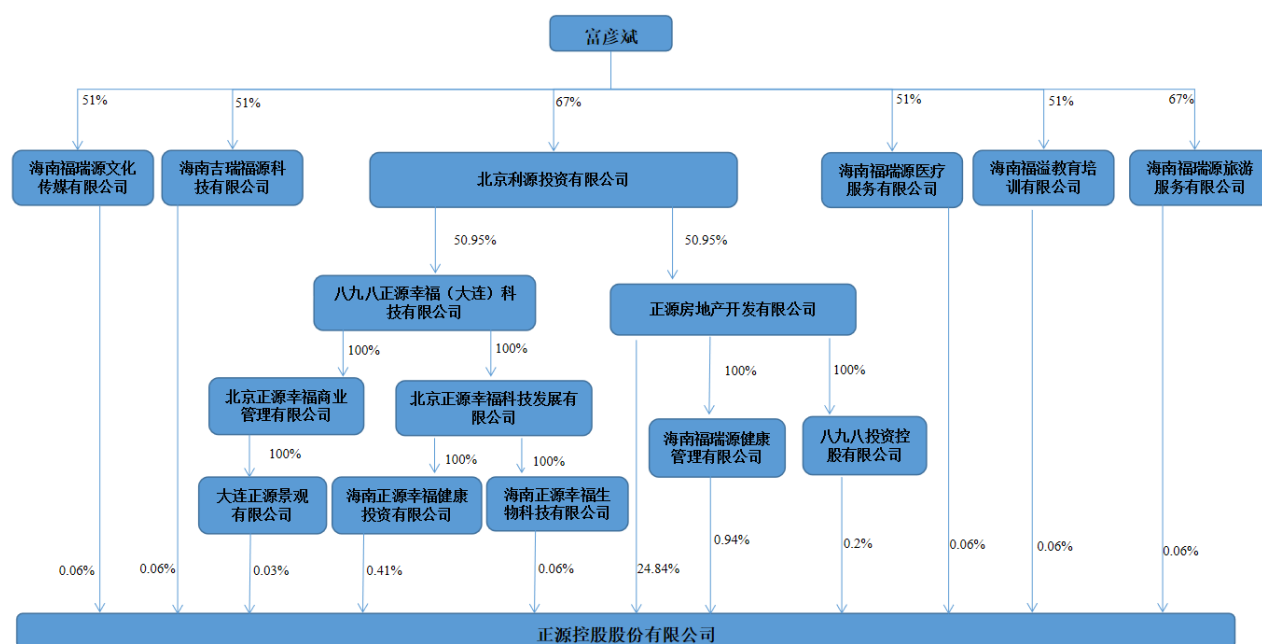 富彦斌
51%
51%
67%
51%
51%
67%
海南福瑞源文化
传媒有限公司
海南吉瑞福源科
技有限公司
北京利源投资有限公司
海南福瑞源医疗
服务有限公司
海南福溢教育培
训有限公司
海南福瑞源旅游
服务有限公司
50.95%
50.95%
八九八正源幸福（大连）科
技有限公司
正源房地产开发有限公司
100%
100%
100%
100%
北京正源幸福商业
管理有限公司
北京正源幸福科技发展有
限公司
海南福瑞源健康
管理有限公司
八九八投资控
股有限公司
100%
100%
100%
大连正源景观
有限公司
海南正源幸福健康
投资有限公司
海南正源幸福生
物科技有限公司
0.06%
0.06%
0.03%
0.41%
0.06%
24.84%
0.94%
0.2%
0.06%
0.06%
0.06%
正源控股股份有限公司